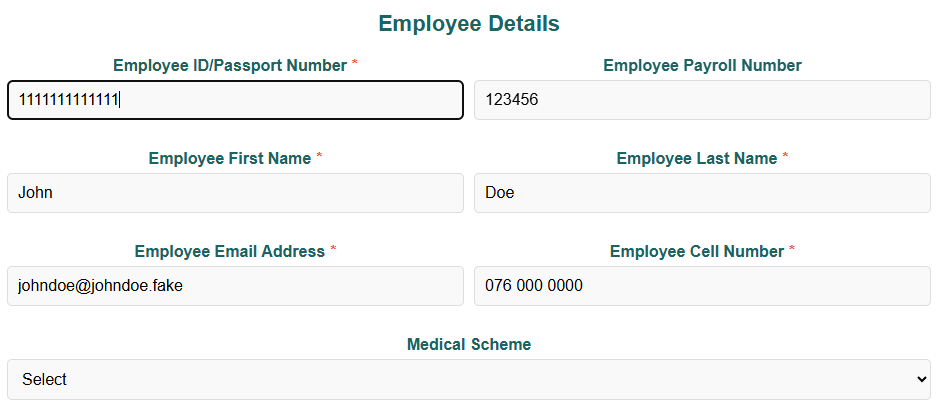 Employee Details
Employee ID/Passport Number * Employee Payroll Number
1111111111111 123456
Employee First Name * Employee Last Name *
John Doe
Employee Email Address * Employee Cell Number *
johndoe@johndoe.fake 076 000 0000
Medical Scheme
Select